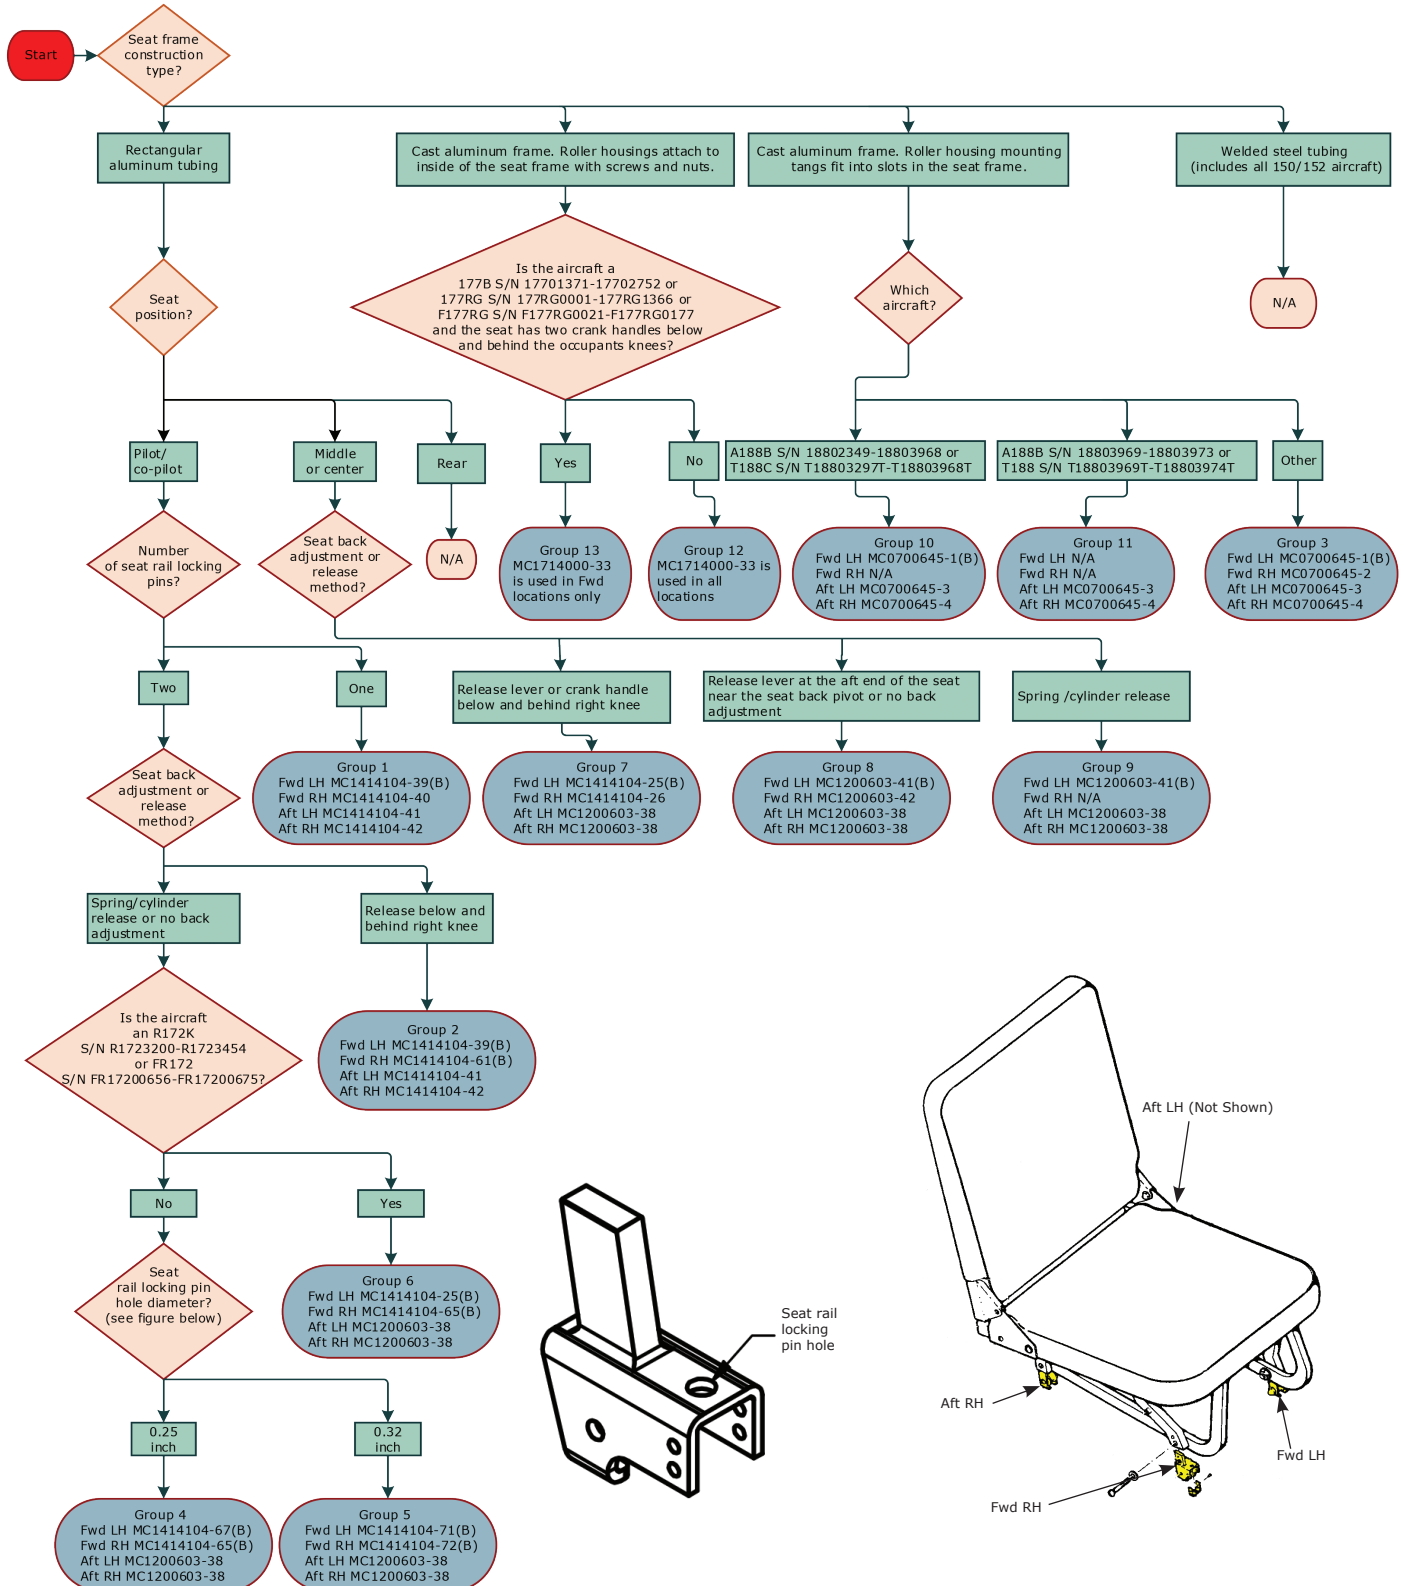 Start
Seat frame
construction
type?
Rectangular
aluminum tubing
Cast aluminum frame. Roller housings attach to
inside of the seat frame with screws and nuts.
Cast aluminum frame. Roller housing mounting
tangs fit into slots in the seat frame.
Welded steel tubing
(includes all 150/152 aircraft)
Seat
position?
Is the aircraft a
177B S/N 17701371-17702752 or
177RG S/N 177RG0001-177RG1366 or
F177RG S/N F177RG0021-F177RG0177
and the seat has two crank handles below
and behind the occupants knees?
Which
aircraft?
N/A
Pilot/
co-pilot
Middle
or center
Rear
Yes
No
A188B S/N 18802349-18803968 or
T188C S/N T18803297T-T18803968T
A188B S/N 18803969-18803973 or
T188 S/N T18803969T-T18803974T
Other
Number
of seat rail locking
pins?
Seat back
adjustment or
release
method?
N/A
Group 13
MC1714000-33
is used in Fwd
locations only
Group 12
MC1714000-33 is
used in all
locations
Group 10
Fwd LH MC0700645-1(B)
Fwd RH N/A
Aft LH MC0700645-3
Aft RH MC0700645-4
Group 11
Fwd LH N/A
Fwd RH N/A
Aft LH MC0700645-3
Aft RH MC0700645-4
Group 3
Fwd LH MC0700645-1(B)
Fwd RH MC0700645-2
Aft LH MC0700645-3
Aft RH MC0700645-4
Two
One
Release lever or crank handle
below and behind right knee
Release lever at the aft end of the seat
near the seat back pivot or no back
adjustment
Spring /cylinder release
Seat back
adjustment or
release
method?
Group 1
Fwd LH MC1414104-39(B)
Fwd RH MC1414104-40
Aft LH MC1414104-41
Aft RH MC1414104-42
Group 7
Fwd LH MC1414104-25(B)
Fwd RH MC1414104-26
Aft LH MC1200603-38
Aft RH MC1200603-38
Group 8
Fwd LH MC1200603-41(B)
Fwd RH MC1200603-42
Aft LH MC1200603-38
Aft RH MC1200603-38
Group 9
Fwd LH MC1200603-41(B)
Fwd RH N/A
Aft LH MC1200603-38
Aft RH MC1200603-38
Spring/cylinder
release or no back
adjustment
Release below and
behind right knee
Is the aircraft
an R172K
S/N R1723200-R1723454
or FR172
S/N FR17200656-FR17200675?
Group 2
Fwd LH MC1414104-39(B)
Fwd RH MC1414104-61(B)
Aft LH MC1414104-41
Aft RH MC1414104-42
Aft LH (Not Shown)
No
Yes
Seat
rail locking pin
hole diameter?
(see figure below)
Group 6
Fwd LH MC1414104-25(B)
Fwd RH MC1414104-65(B)
Aft LH MC1200603-38
Aft RH MC1200603-38
Seat rail
locking
pin hole
Aft RH
Fwd LH
Fwd RH
0.25
inch
0.32
inch
Group 4
Fwd LH MC1414104-67(B)
Fwd RH MC1414104-65(B)
Aft LH MC1200603-38
Aft RH MC1200603-38
Group 5
Fwd LH MC1414104-71(B)
Fwd RH MC1414104-72(B)
Aft LH MC1200603-38
Aft RH MC1200603-38